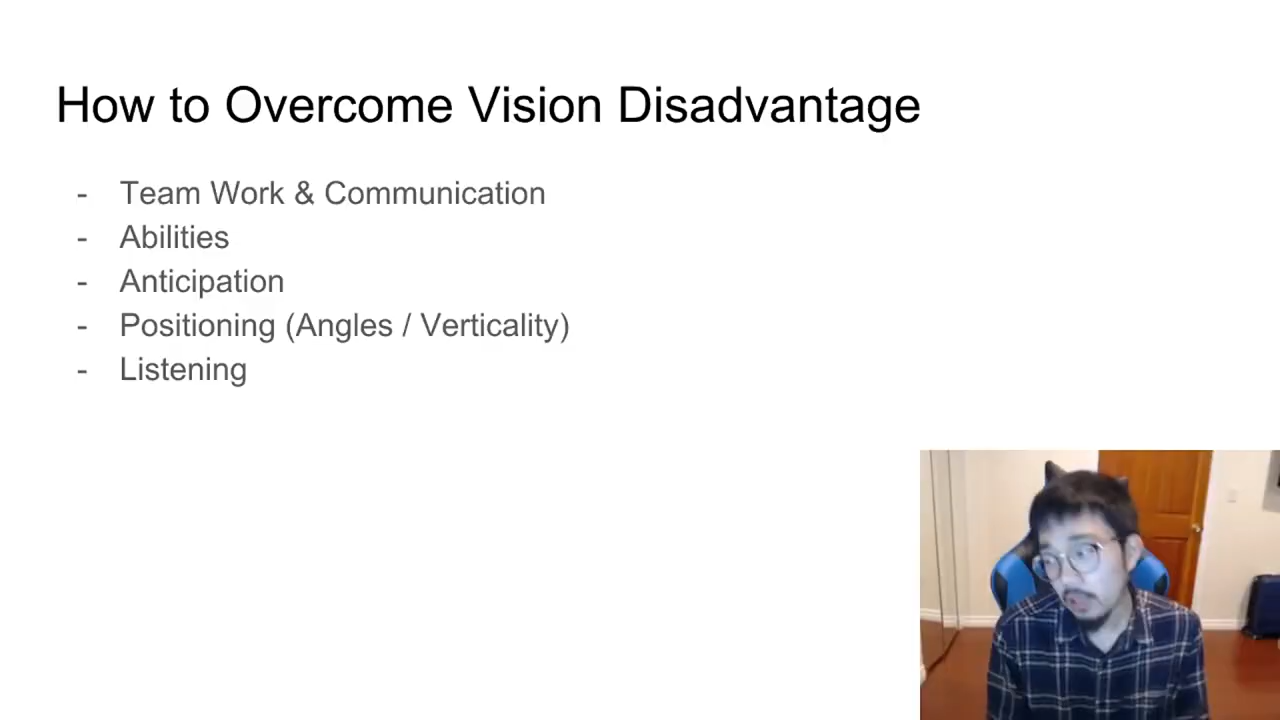 How to Overcome Vision Disadvantage
- Team Work & Communication
- Abilities
- Anticipation
- Positioning (Angles / Verticality)
- Listening